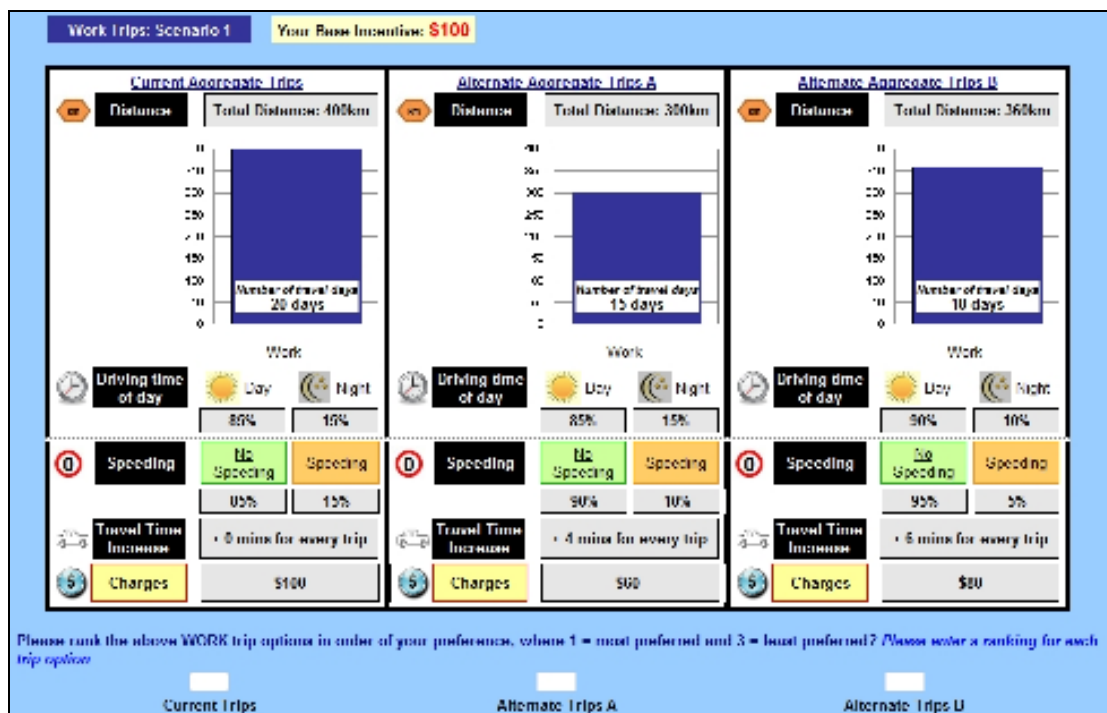 Work Trips: Scenario 1
Your Base Incentive: $100
Current Aggregate Trips
Distance
Total Distance: 400km
Number of travel days
20 days
Work
Driving time of day
Day
Night
85%
15%
Speeding
No Speeding
Speeding
85%
15%
Travel Time Increase
+ 0 mins for every trip
Charges
$100
Alternate Aggregate Trips A
Distance
Total Distance: 300km
300
250
Number of travel days
15 days
Work
Driving time of day
Day
Night
85%
15%
Speeding
No Speeding
Speeding
90%
10%
Travel Time Increase
+ 4 mins for every trip
Charges
$60
Alternate Aggregate Trips B
Distance
Total Distance: 360km
Number of travel days
Work
Driving time of day
Day
Night
90%
10%
Speeding
No Speeding
Speeding
95%
5%
Travel Time Increase
+ 6 mins for every trip
Charges
$80
Please rank the above WORK trip options in order of your preference, where 1 = most preferred and 3 = least preferred? Please enter a ranking for each
trip option
Current Trips
Alternate Trips A
Alternate Trips B